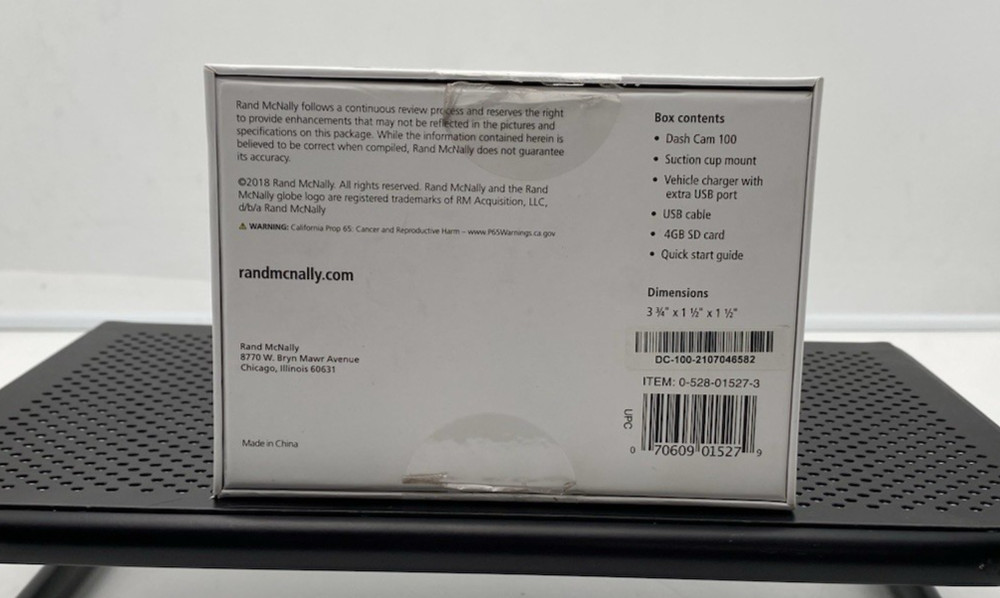 Rand McNally follows a continuous review process and reserves the right
to provide enhancements that may not be reflected in the pictures and
specifications on this package. While the information contained herein is
believed to be correct when compiled, Rand McNally does not guarantee
its accuracy.
©2018 Rand McNally. All rights reserved. Rand McNally and the Rand
McNally globe logo are registered trademarks of RM Acquisition, LLC,
d/b/a Rand McNally
⚠ WARNING: California Prop 65: Cancer and Reproductive Harm – www.P65Warnings.ca.gov
randmcnally.com
Rand McNally
8770 W. Bryn Mawr Avenue
Chicago, Illinois 60631
Made in China
Box contents
• Dash Cam 100
• Suction cup mount
• Vehicle charger with
extra USB port
• USB cable
• 4GB SD card
• Quick start guide
Dimensions
3 ¾" x 1 ½" x 1 ½"
DC-100-2107046582
ITEM: 0-528-01527-3
UPC
0 70609 01527 9